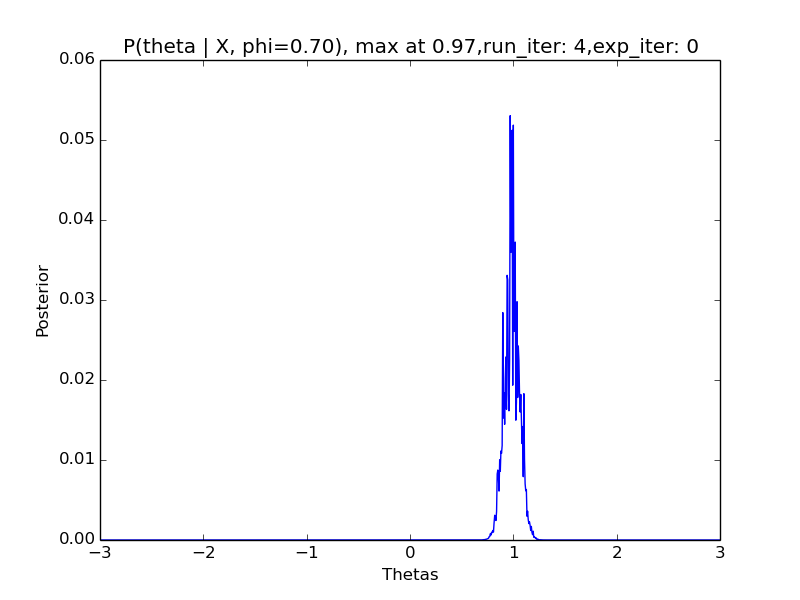 P(theta | X, phi=0.70), max at 0.97,run_iter: 4,exp_iter: 0
0.06
0.05
0.04
0.03
0.02
0.01
0.00
Posterior
−3 −2 −1 0 1 2 3
Thetas